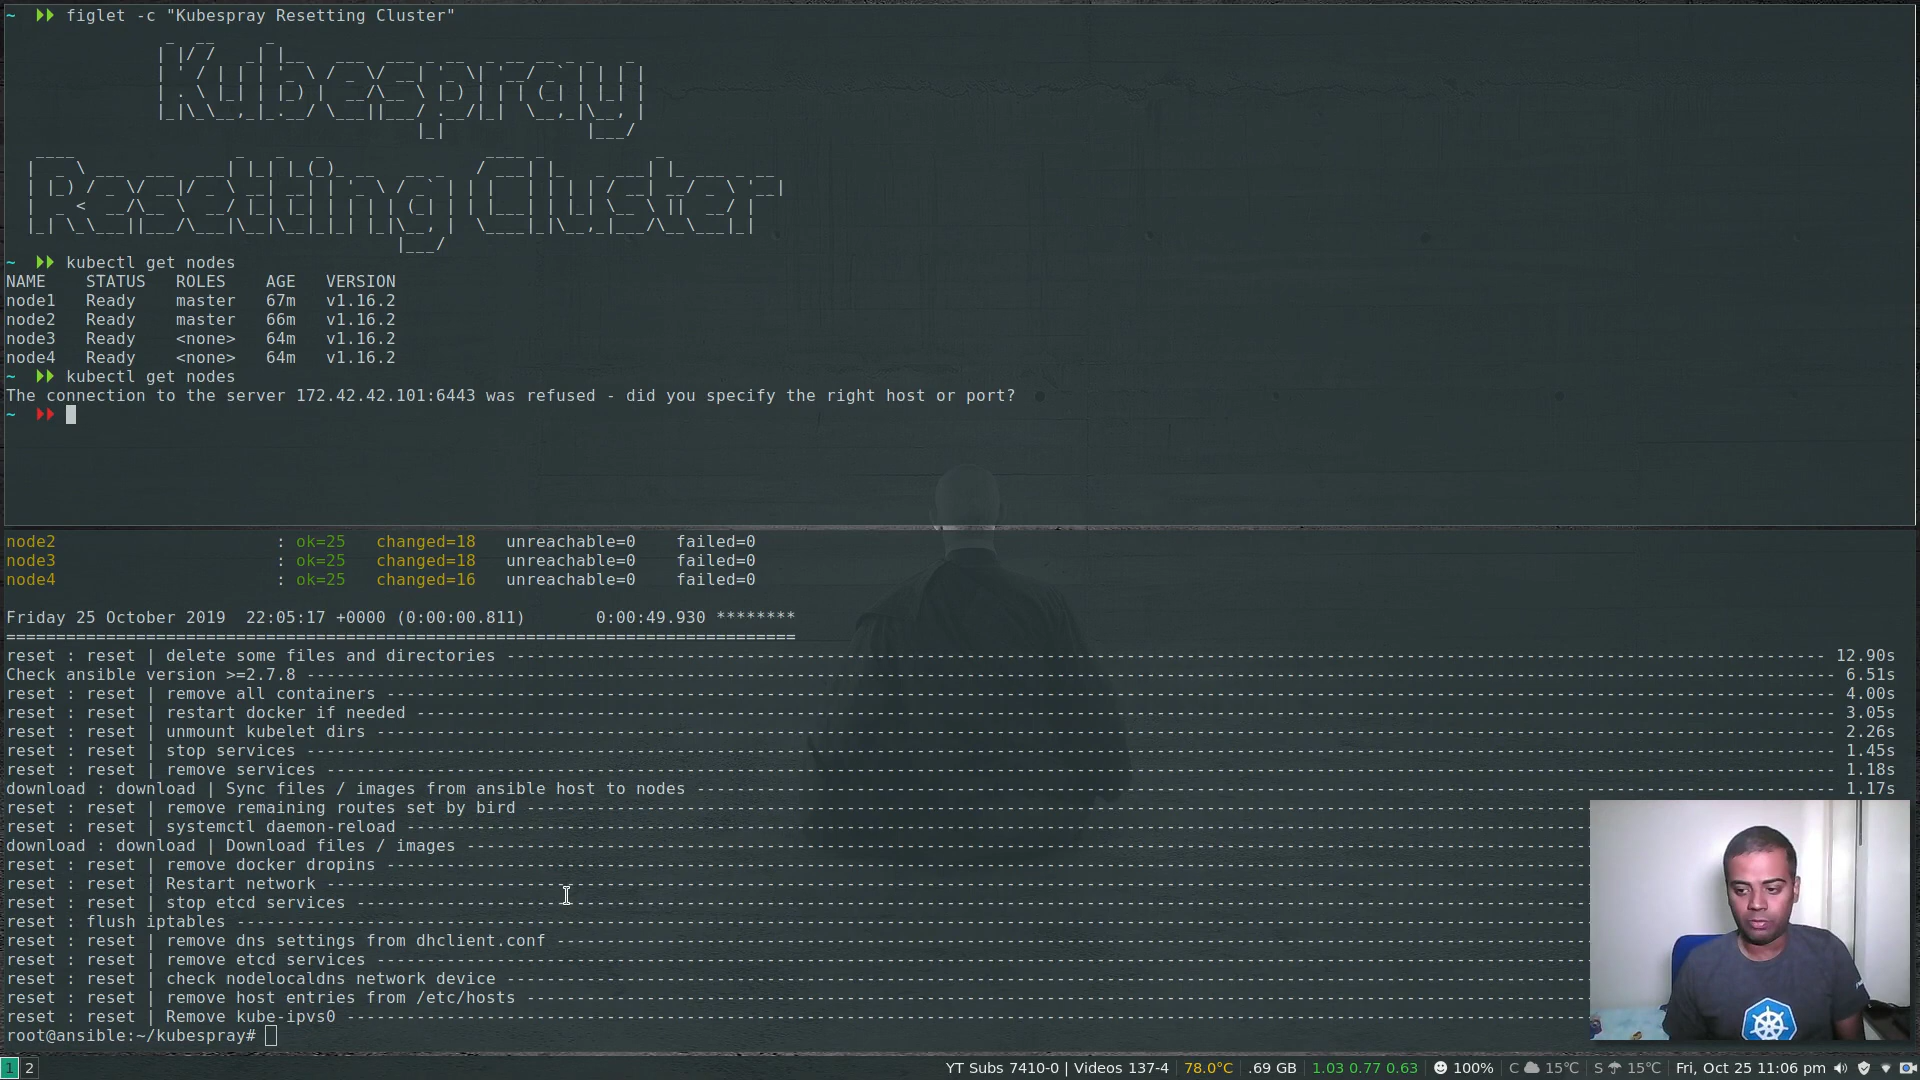 ~ figlet -c "Kubespray Resetting Cluster"
Kubespray
Resetting Cluster
~ kubectl get nodes
NAME STATUS ROLES AGE VERSION
node1 Ready master 67m v1.16.2
node2 Ready master 66m v1.16.2
node3 Ready <none> 64m v1.16.2
node4 Ready <none> 64m v1.16.2
~ kubectl get nodes
The connection to the server 172.42.42.101:6443 was refused - did you specify the right host or port?
~
node2 : ok=25 changed=18 unreachable=0 failed=0
node3 : ok=25 changed=18 unreachable=0 failed=0
node4 : ok=25 changed=16 unreachable=0 failed=0
Friday 25 October 2019 22:05:17 +0000 (0:00:00.811) 0:00:49.930 ********
===============================================================================
reset : reset | delete some files and directories --- 12.90s
Check ansible version >=2.7.8 --- 6.51s
reset : reset | remove all containers --- 4.00s
reset : reset | restart docker if needed --- 3.05s
reset : reset | unmount kubelet dirs --- 2.26s
reset : reset | stop services --- 1.45s
reset : reset | remove services --- 1.18s
download : download | Sync files / images from ansible host to nodes --- 1.17s
reset : reset | remove remaining routes set by bird ---
reset : reset | systemctl daemon-reload ---
download : download | Download files / images ---
reset : reset | remove docker dropins ---
reset : reset | Restart network ---
reset : reset | stop etcd services ---
reset : flush iptables ---
reset : reset | remove dns settings from dhclient.conf ---
reset : reset | remove etcd services ---
reset : reset | check nodelocaldns network device ---
reset : reset | remove host entries from /etc/hosts ---
reset : reset | Remove kube-ipvs0 ---
root@ansible:~/kubespray#
1 2 YT Subs 7410-0 | Videos 137-4 78.0°C .69 GB 1.03 0.77 0.63 100% C 15°C S 15°C Fri, Oct 25 11:06 pm